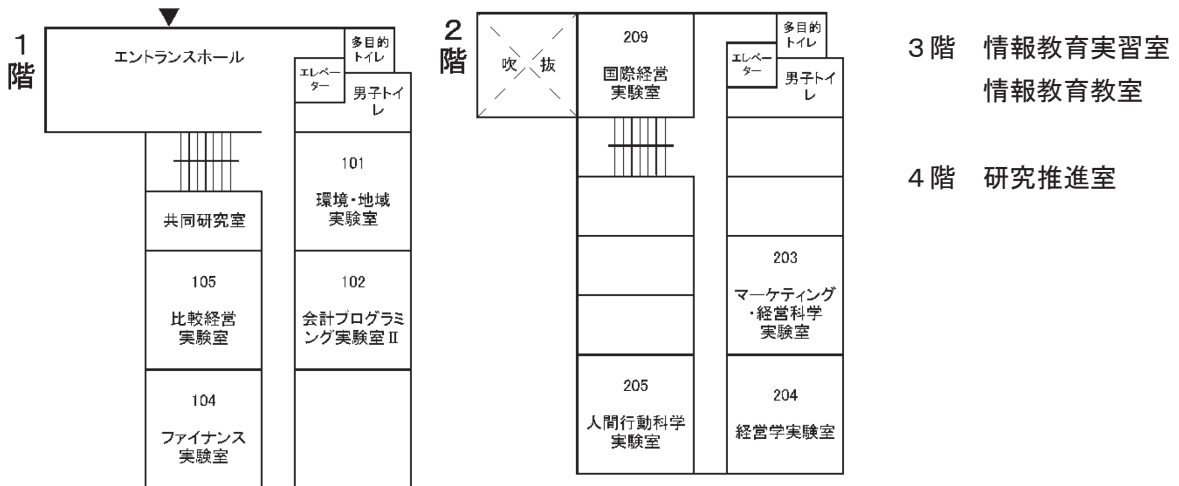 1
階
エントランスホール
多目的
トイレ
エレベー
ター
男子トイ
レ
101
環境・地域
実験室
共同研究室
105
比較経営
実験室
102
会計プログラミ
ング実験室Ⅱ
104
ファイナンス
実験室
2
階
吹 抜
209
国際経営
実験室
多目的
トイレ
エレベー
ター
男子トイ
レ
203
マーケティング
・経営科学
実験室
205
人間行動科学
実験室
204
経営学実験室
3階 情報教育実習室
情報教育教室
4階 研究推進室